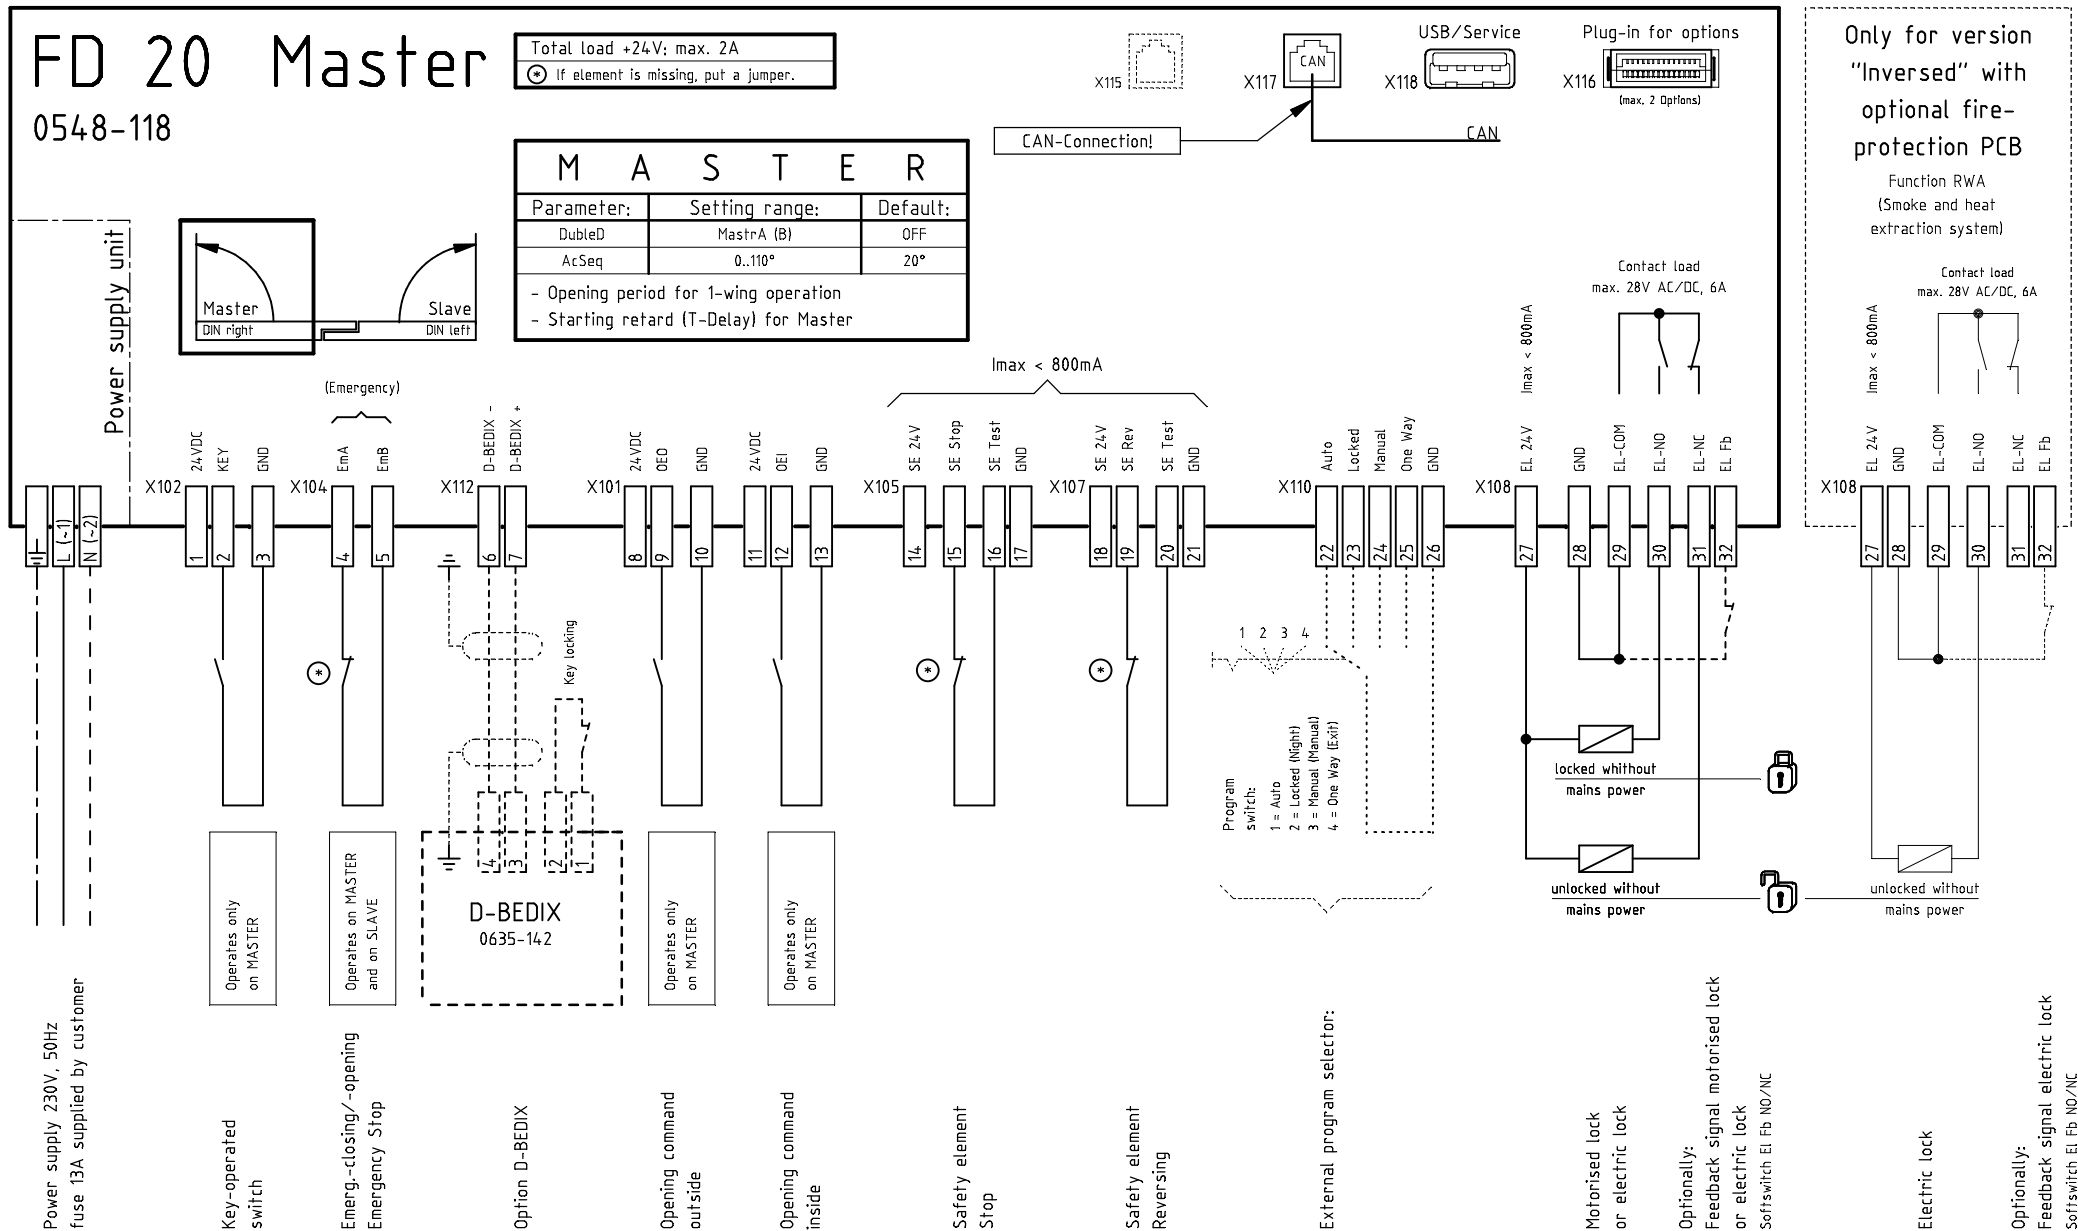 FD 20 Master
0548-118
Total load +24V: max. 2A
* If element is missing, put a jumper.
MASTER
Parameter: Setting range: Default:
DubleD MastrA (B) OFF
AcSeq 0..110° 20°
- Opening period for 1-wing operation
- Starting retard (T-Delay) for Master
X115
X117
CAN
CAN-Connection!
CAN
USB/Service
X118
Plug-in for options
X116
(max. 2 Options)
Only for version
"Inversed" with
optional fire-
protection PCB
Function RWA
(Smoke and heat
extraction system)
Power supply unit
Master
DIN right
Slave
DIN left
(Emergency)
Imax < 800mA
Contact load
max. 28V AC/DC, 6A
Imax < 800mA
Contact load
max. 28V AC/DC, 6A
Imax < 800mA
L (~1)
N (~2)
X102
24VDC
KEY
GND
1
2
3
X104
EmA
EmB
4
5
X112
D-BEDIX -
D-BEDIX +
6
7
X101
24VDC
OEO
GND
8
9
10
24VDC
OEI
GND
11
12
13
X105
SE 24V
SE Stop
SE Test
GND
14
15
16
17
X107
SE 24V
SE Rev
SE Test
GND
18
19
20
21
X110
Auto
Locked
Manual
One Way
GND
22
23
24
25
26
X108
EL 24V
GND
EL-COM
EL-NO
EL-NC
EL Fb
27
28
29
30
31
32
X108
EL 24V
GND
EL-COM
EL-NO
EL-NC
EL Fb
27
28
29
30
31
32
*
*
*
Key locking
4
3
2
1
D-BEDIX
0635-142
1 2 3 4
Program
switch:
1 = Auto
2 = Locked (Night)
3 = Manual (Manual)
4 = One Way (Exit)
locked whithout
mains power
unlocked without
mains power
unlocked without
mains power
Operates only
on MASTER
Operates on MASTER
and on SLAVE
Operates only
on MASTER
Operates only
on MASTER
Power supply 230V, 50Hz
fuse 13A supplied by customer
Key-operated
switch
Emerg.-closing/-opening
Emergency Stop
Option D-BEDIX
Opening command
outside
Opening command
inside
Safety element
Stop
Safety element
Reversing
External program selector:
Motorised lock
or electric lock
Optionally:
Feedback signal motorised lock
or electric lock
Softswitch El Fb NO/NC
Electric lock
Optionally:
Feedback signal electric lock
Softswitch El Fb NO/NC